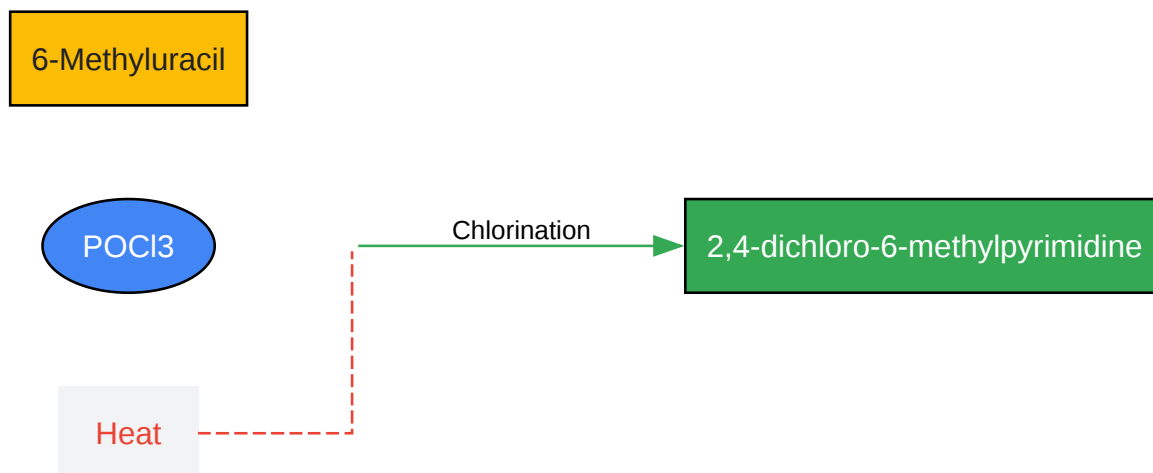 6-Methyluracil
POCl3
Chlorination
2,4-dichloro-6-methylpyrimidine
Heat